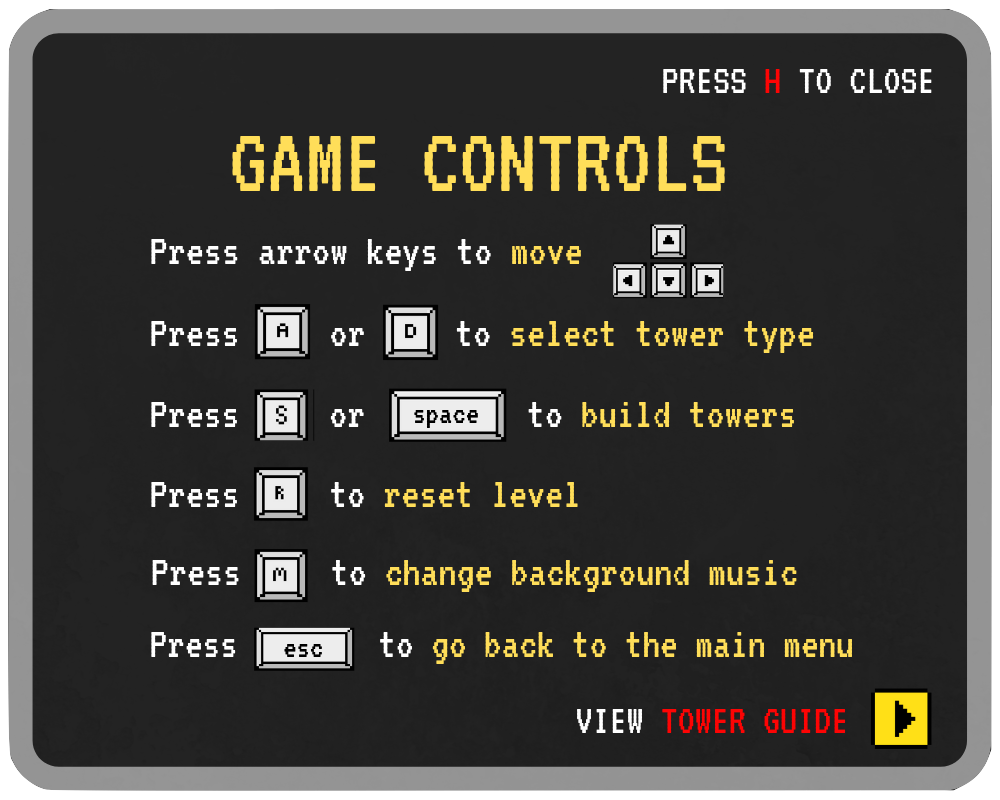 PRESS H TO CLOSE
GAME CONTROLS
Press arrow keys to move
Press A or D to select tower type
Press S or space to build towers
Press R to reset level
Press M to change background music
Press esc to go back to the main menu
VIEW TOWER GUIDE